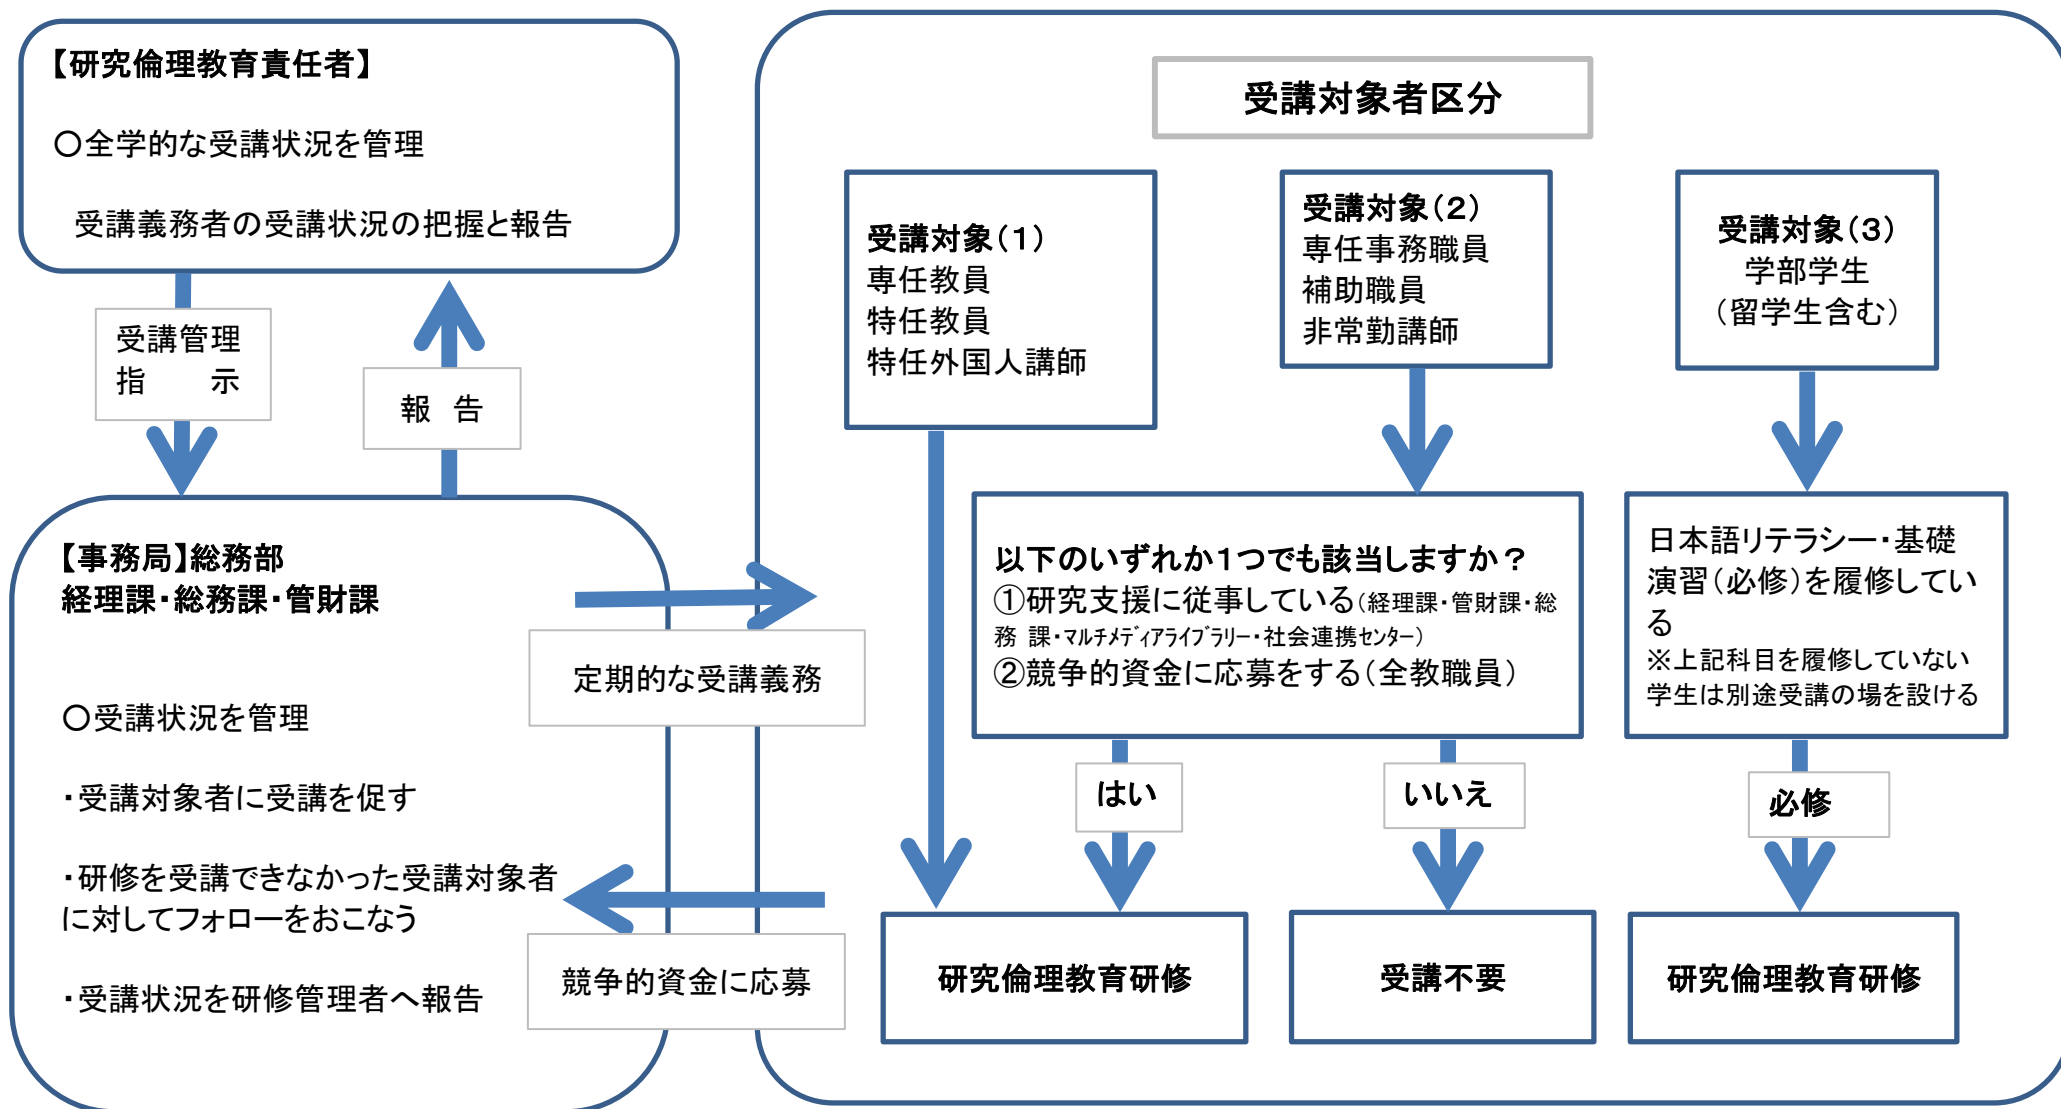 【研究倫理教育責任者】
○全学的な受講状況を管理
受講義務者の受講状況の把握と報告
受講管理
指　　示
報　告
【事務局】総務部
経理課・総務課・管財課
○受講状況を管理
・受講対象者に受講を促す
・研修を受講できなかった受講対象者
に対してフォローをおこなう
・受講状況を研修管理者へ報告
定期的な受講義務
競争的資金に応募
受講対象者区分
受講対象（１）
専任教員
特任教員
特任外国人講師
受講対象（２）
専任事務職員
補助職員
非常勤講師
受講対象（３）
学部学生
（留学生含む）
以下のいずれか１つでも該当しますか？
①研究支援に従事している（経理課・管財課・総
務 課・ﾏﾙﾁﾒﾃﾞｨｱﾗｲﾌﾞﾗﾘｰ・社会連携ｾﾝﾀｰ）
②競争的資金に応募をする（全教職員）
日本語リテラシー・基礎
演習（必修）を履修してい
る
※上記科目を履修していない
学生は別途受講の場を設ける
はい
いいえ
必修
研究倫理教育研修
受講不要
研究倫理教育研修